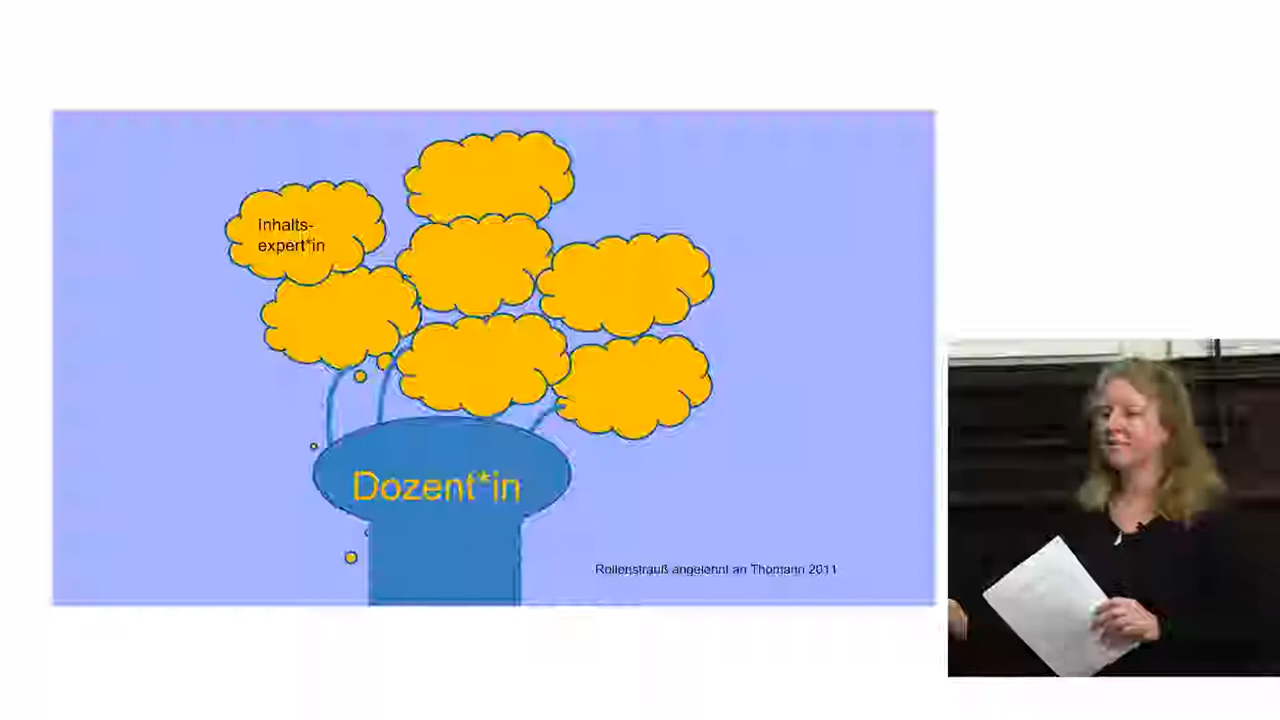 Inhalts-
expert*in
Dozent*in
Rollenstrauß angelehnt an Thomann 2011